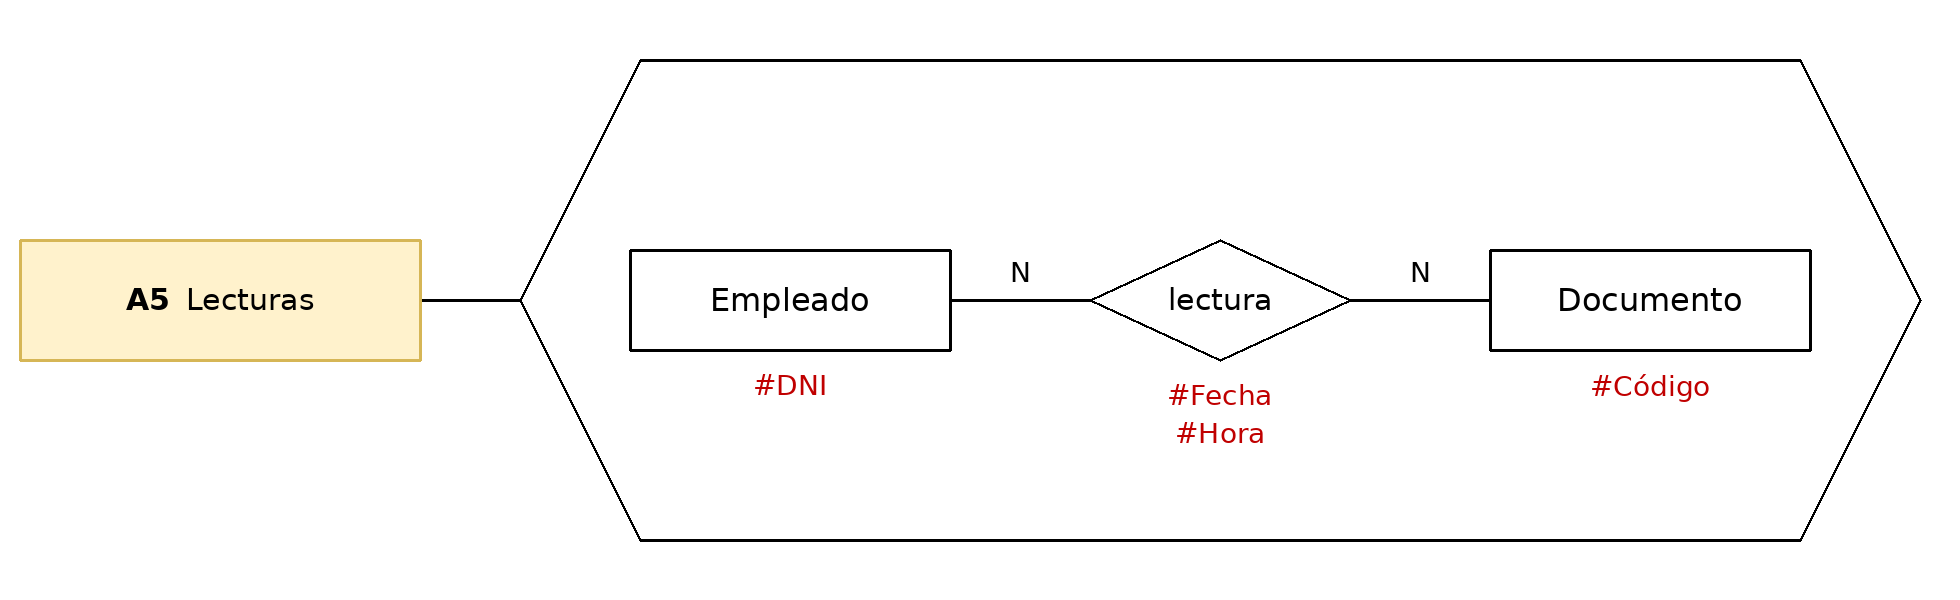 A5 Lecturas
Empleado
N
lectura
N
Documento
#DNI
#Fecha
#Hora
#Código